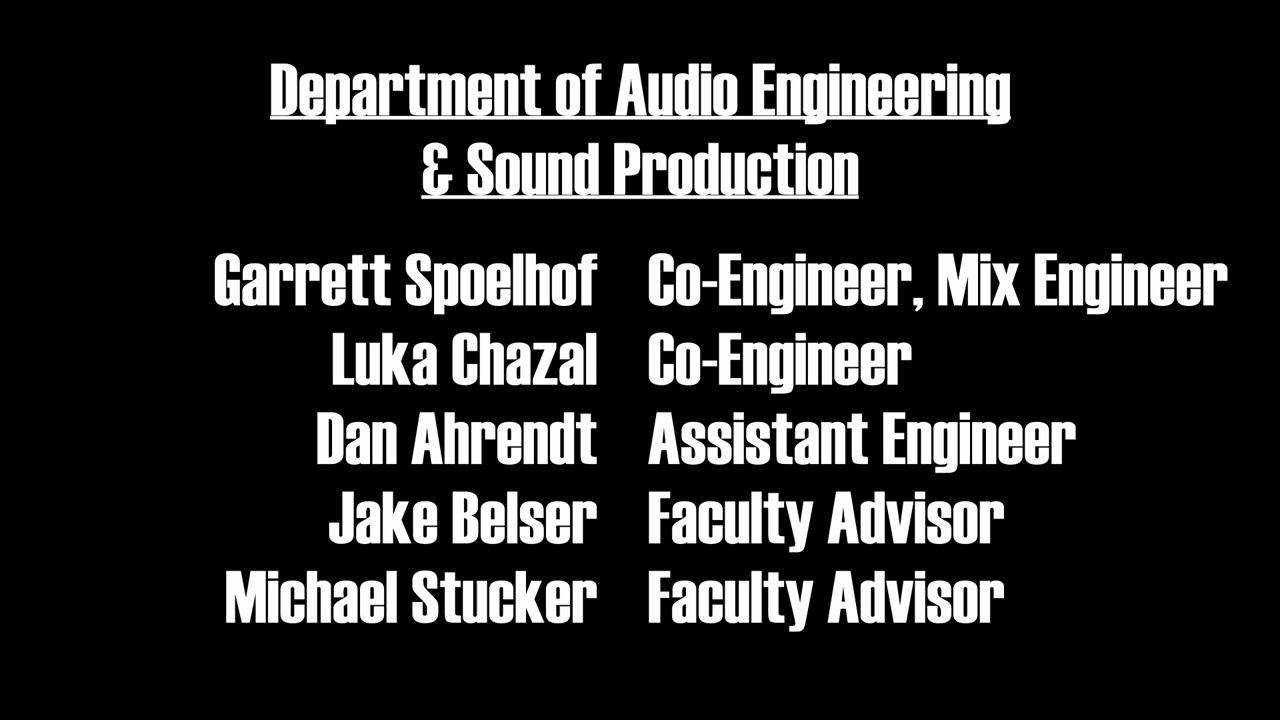 Department of Audio Engineering
& Sound Production
Garrett Spoelhof Co-Engineer, Mix Engineer
Luka Chazal Co-Engineer
Dan Ahrendt Assistant Engineer
Jake Belser Faculty Advisor
Michael Stucker Faculty Advisor